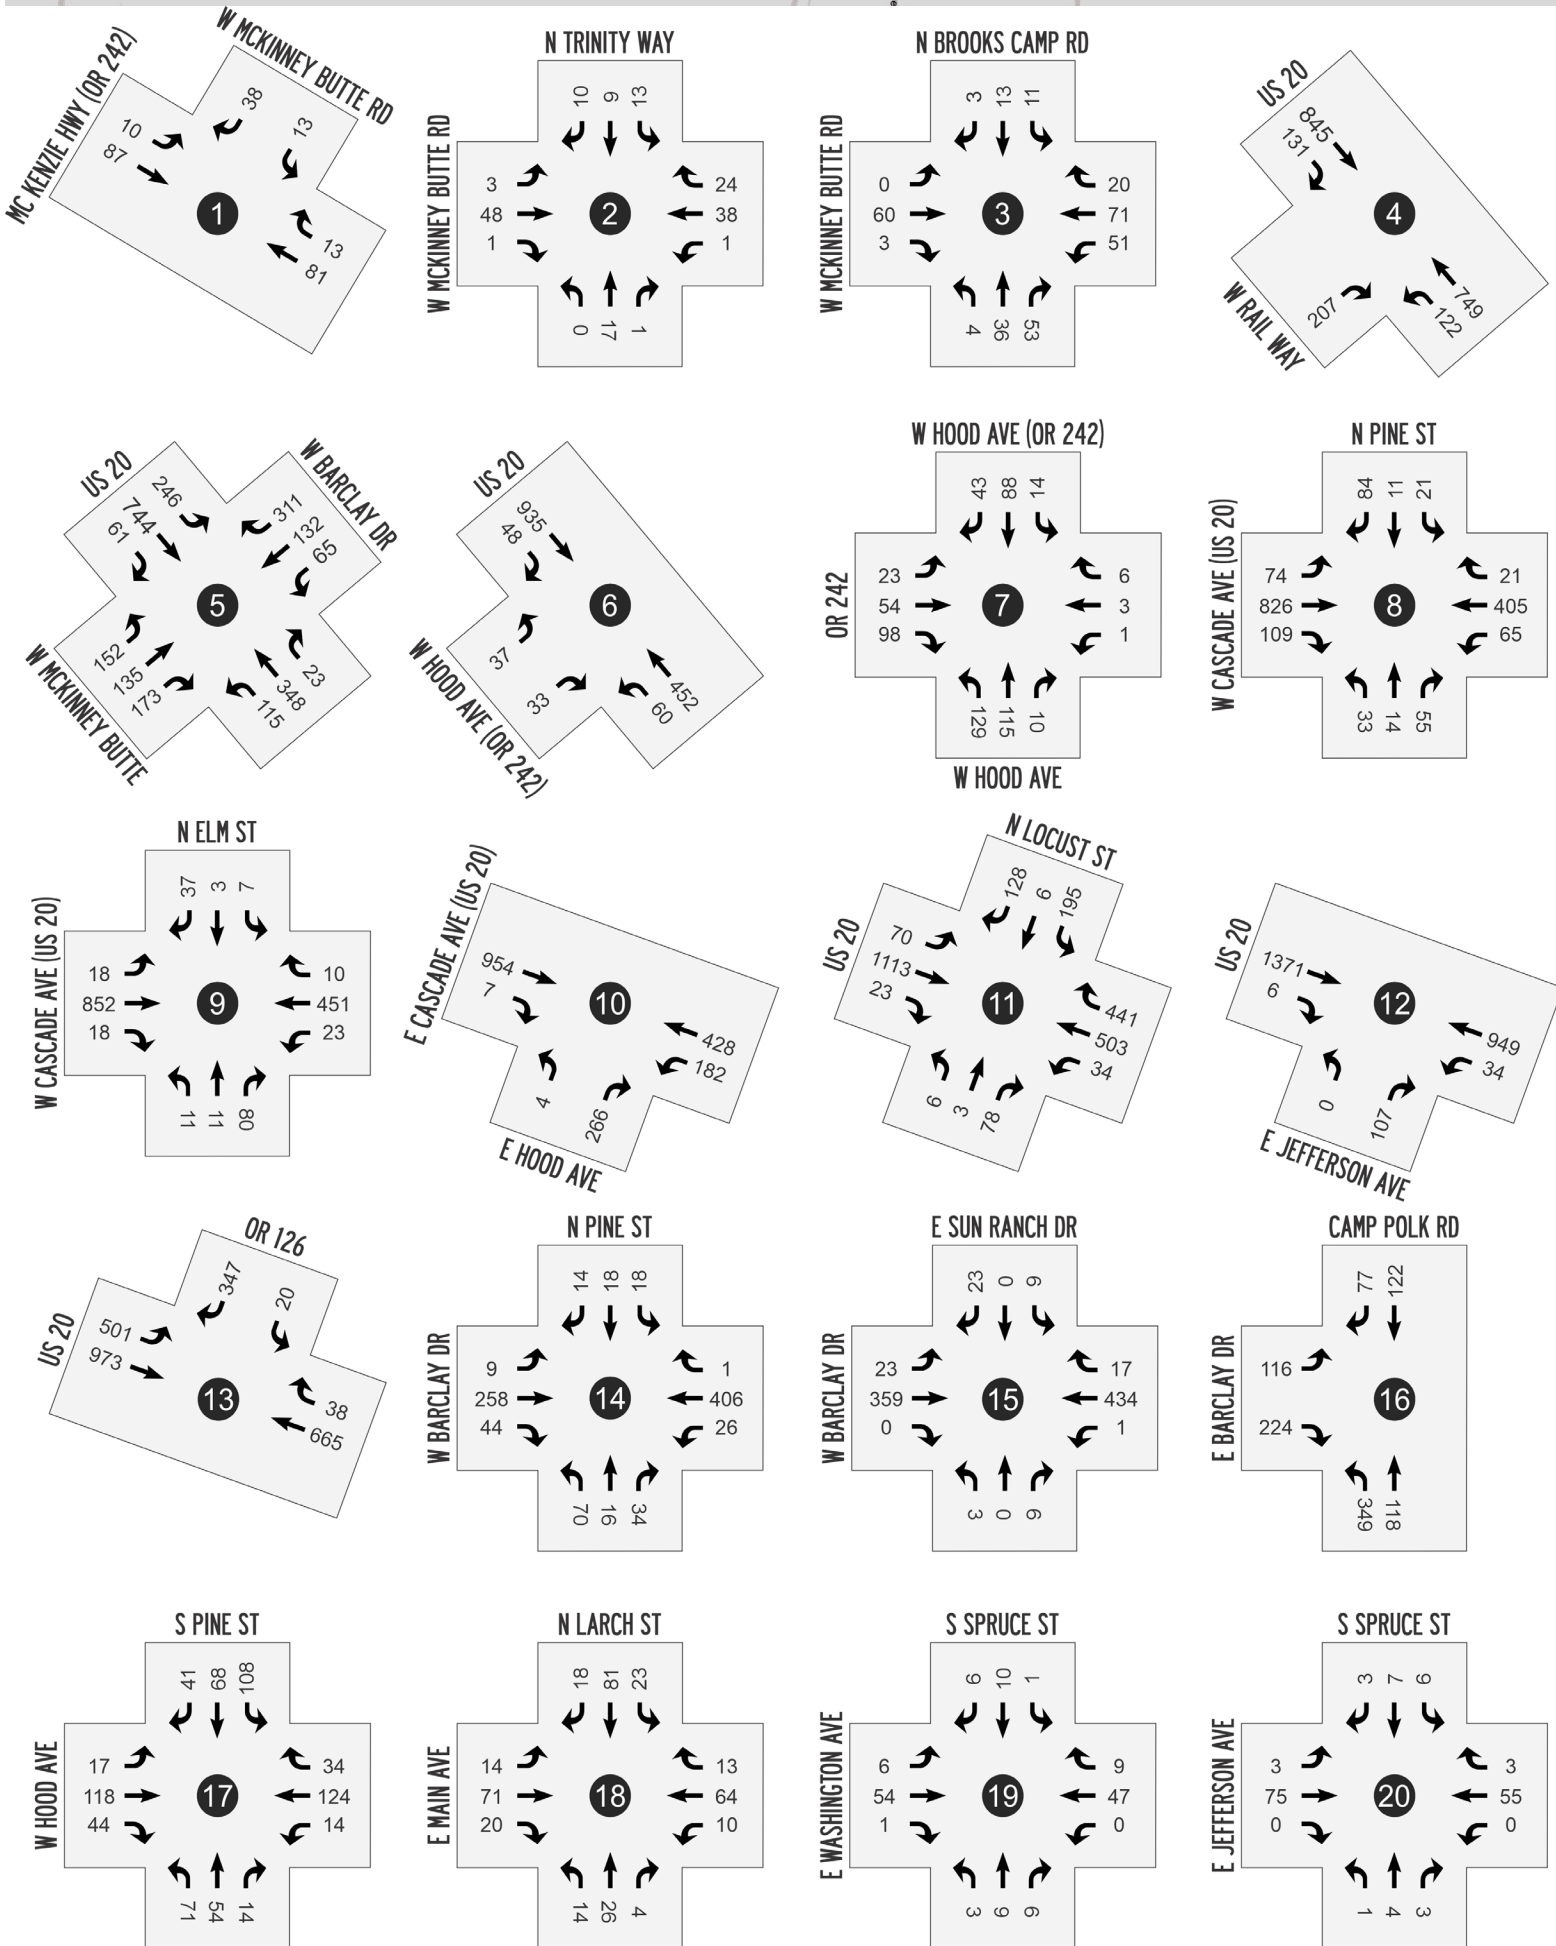 MC KENZIE HWY (OR 242)
W MCKINNEY BUTTE RD
10
87
38
13
13
81
1
N TRINITY WAY
W MCKINNEY BUTTE RD
10 9 13
3 24
48 2 38
1 1
0 17 1
N BROOKS CAMP RD
W MCKINNEY BUTTE RD
3 13 11
0 20
60 3 71
3 51
4 36 53
US 20
W RAIL WAY
845
131
4
207
749
122
US 20
W BARCLAY DR
W MCKINNEY BUTTE
246
744
61
311
132
65
5
152
135
173
23
348
115
US 20
W HOOD AVE (OR 242)
935
48
6
37
33
452
60
W HOOD AVE (OR 242)
OR 242
43 88 14
23 6
54 7 3
98 1
129 115 10
W HOOD AVE
N PINE ST
W CASCADE AVE (US 20)
84 11 21
74 21
826 8 405
109 65
33 14 55
N ELM ST
W CASCADE AVE (US 20)
37 3 7
18 10
852 9 451
18 23
11 11 80
E CASCADE AVE (US 20)
954
7
10
428
182
4
266
E HOOD AVE
N LOCUST ST
US 20
128 6 195
70
1113
23
11
441
503
34
6 3 78
US 20
1371
6
12
949
34
0
107
E JEFFERSON AVE
OR 126
US 20
347
20
501
973
13
38
665
N PINE ST
W BARCLAY DR
14 18 18
9 1
258 14 406
44 26
70 16 34
E SUN RANCH DR
W BARCLAY DR
23 0 9
23 17
359 15 434
0 1
3 0 6
CAMP POLK RD
E BARCLAY DR
77 122
116
16
224
349 118
S PINE ST
W HOOD AVE
41 68 108
17 34
118 17 124
44 14
71 54 14
N LARCH ST
E MAIN AVE
18 81 23
14 13
71 18 64
20 10
14 26 4
S SPRUCE ST
E WASHINGTON AVE
6 10 1
6 9
54 19 47
1 0
3 9 6
S SPRUCE ST
E JEFFERSON AVE
3 7 6
3 3
75 20 55
0 0
1 4 3